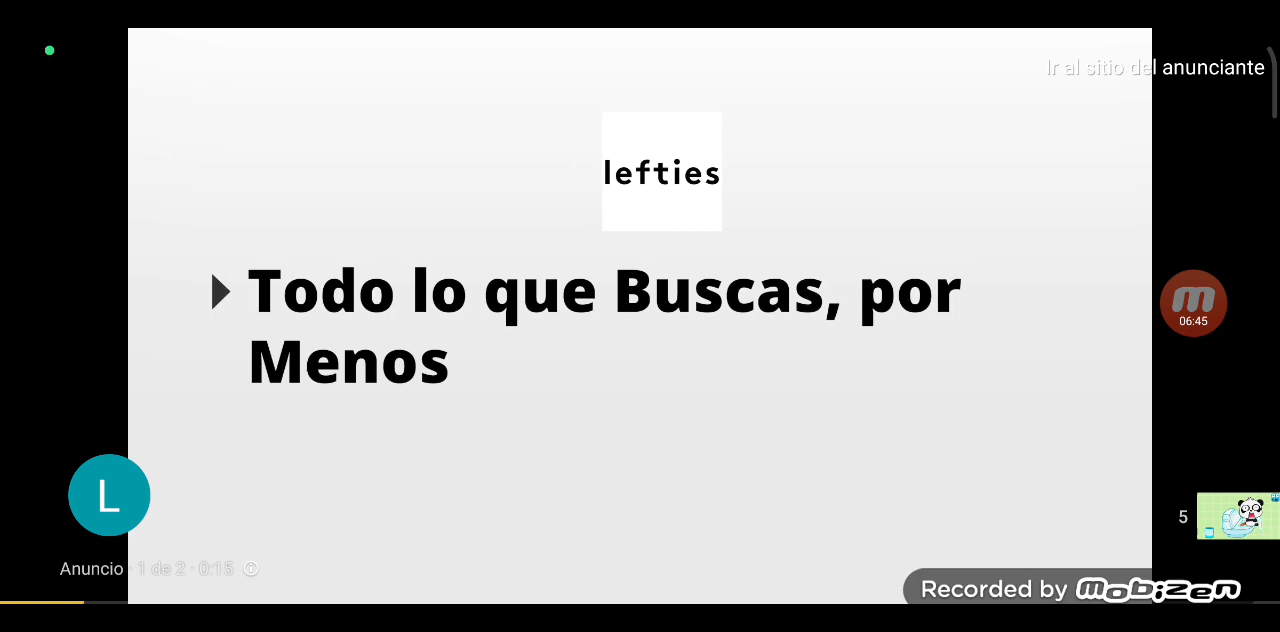 Ir al sitio del anunciante
lefties
Todo lo que Buscas, por
Menos
06:45
L
5
Anuncio · 1 de 2 · 0:15
Recorded by mobizen